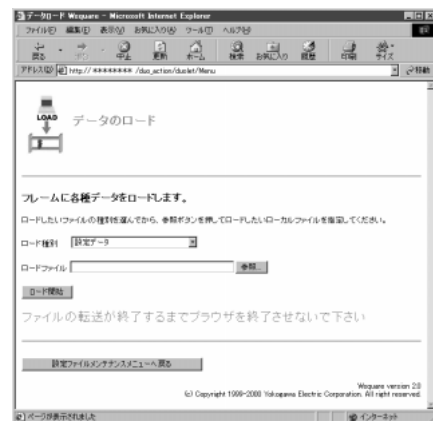 データロード Wequare - Microsoft Internet Explorer
ファイル(F) 編集(E) 表示(V) お気に入り(A) ツール(T) ヘルプ(H)
戻る 中止 更新 ホーム 検索 お気に入り 履歴 印刷 サイズ
アドレス(D) http:// ******** /duo_action/duolet/Menu 移動
LOAD
データのロード
フレームに各種データをロードします。
ロードしたいファイルの種別を選んでから、参照ボタンを押してロードしたいローカルファイルを指定してください。
ロード種別 設定データ
ロードファイル 参照...
ロード開始
ファイルの転送が終了するまでブラウザを終了させないで下さい
設定ファイルメンテナンスメニューへ戻る
Wequare version 2.0
(c) Copyright 1999-2000 Yokogawa Electric Corporation. All right reserved.
ページが表示されました インターネット